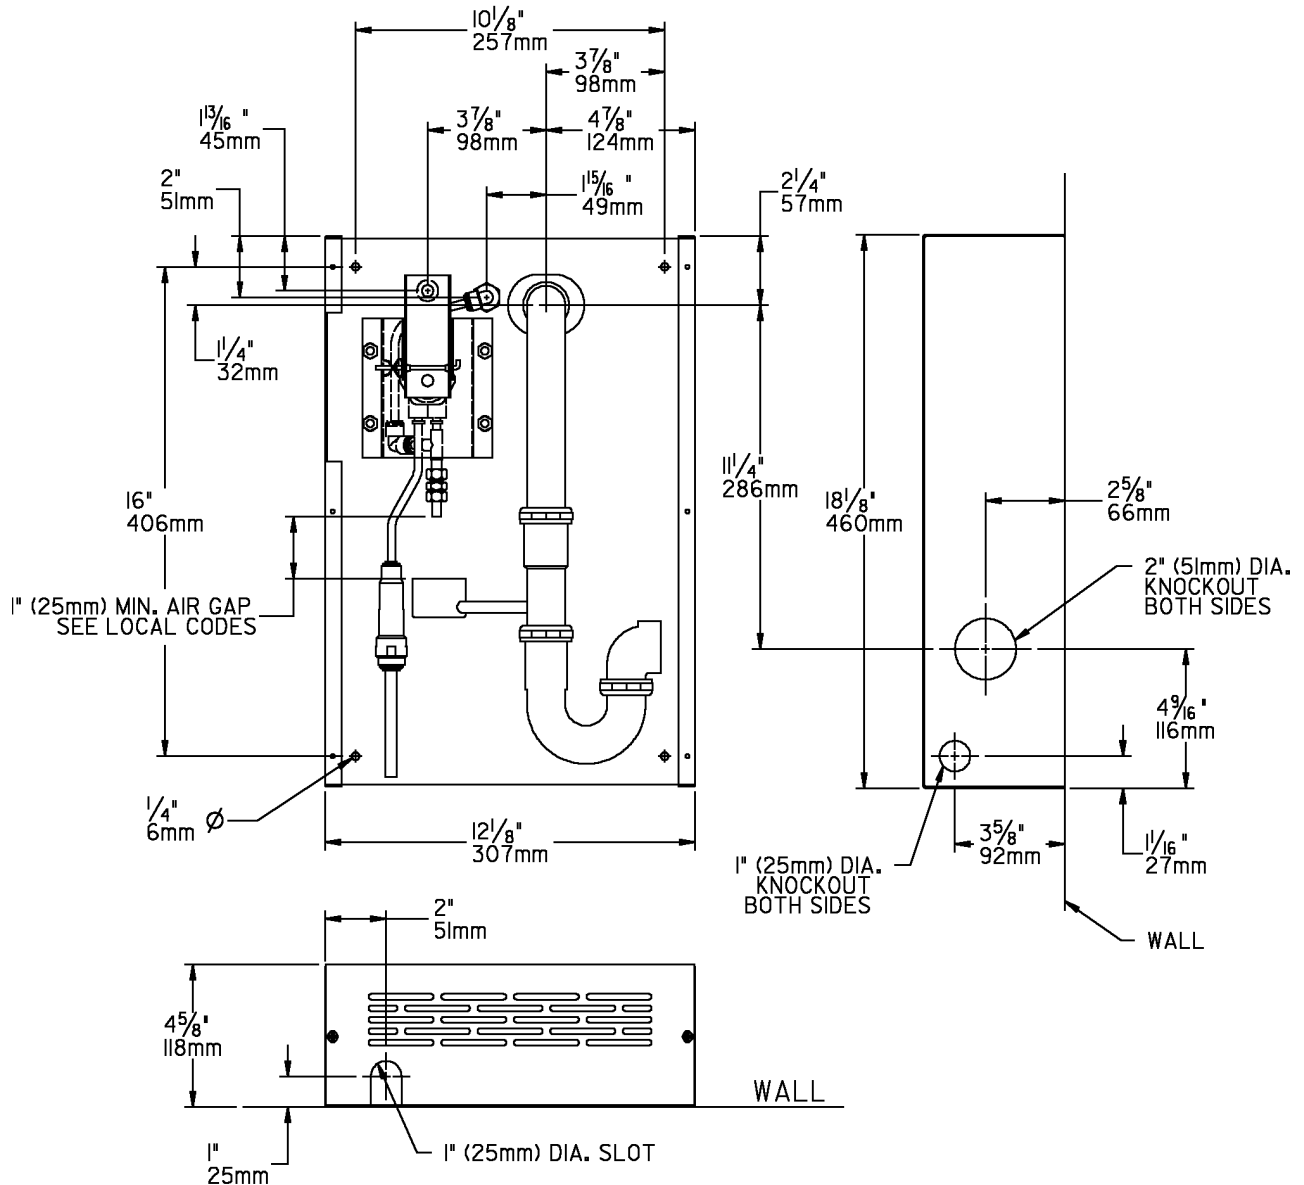 10 1/8"
257mm
3 7/8"
98mm
1 13/16 "
45mm
3 7/8"
98mm
4 7/8"
124mm
2"
51mm
1 15/16 "
49mm
2 1/4"
57mm
1 1/4"
32mm
11 1/4"
286mm
16"
406mm
18 1/8"
460mm
2 5/8"
66mm
1" (25mm) MIN. AIR GAP
SEE LOCAL CODES
2" (51mm) DIA.
KNOCKOUT
BOTH SIDES
4 9/16 "
116mm
1/4"
6mm Ø
12 1/8"
307mm
3 5/8"
92mm
1 1/16"
27mm
1" (25mm) DIA.
KNOCKOUT
BOTH SIDES
2"
51mm
WALL
4 5/8"
118mm
WALL
1"
25mm
1" (25mm) DIA. SLOT